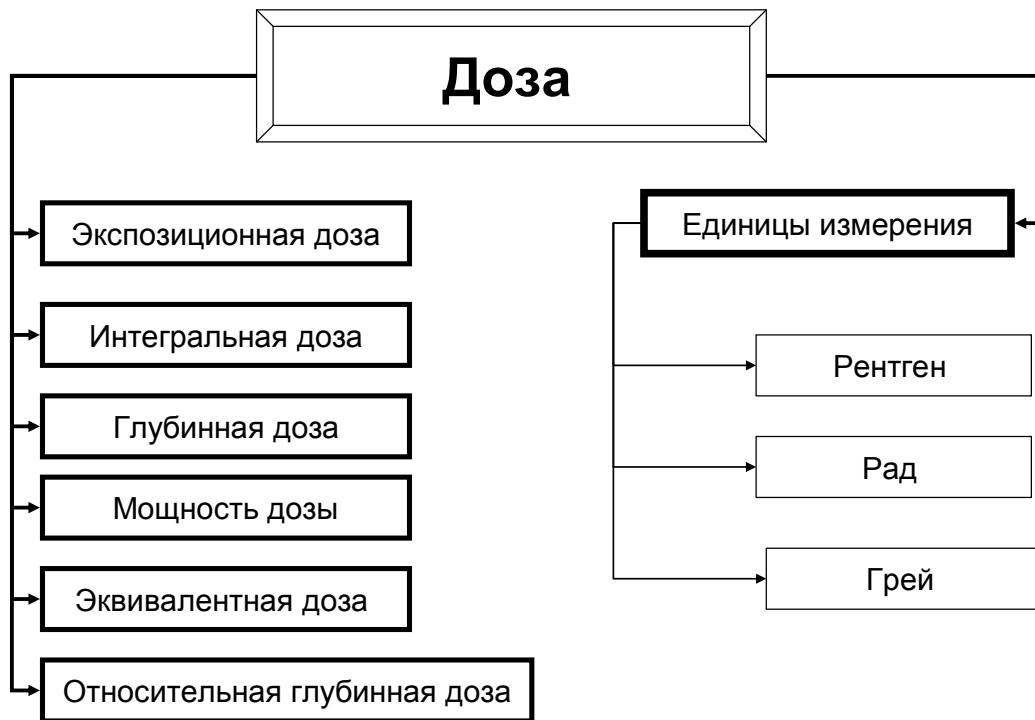 Доза
Экспозиционная доза
Интегральная доза
Глубинная доза
Мощность дозы
Эквивалентная доза
Относительная глубинная доза
Единицы измерения
Рентген
Рад
Грей